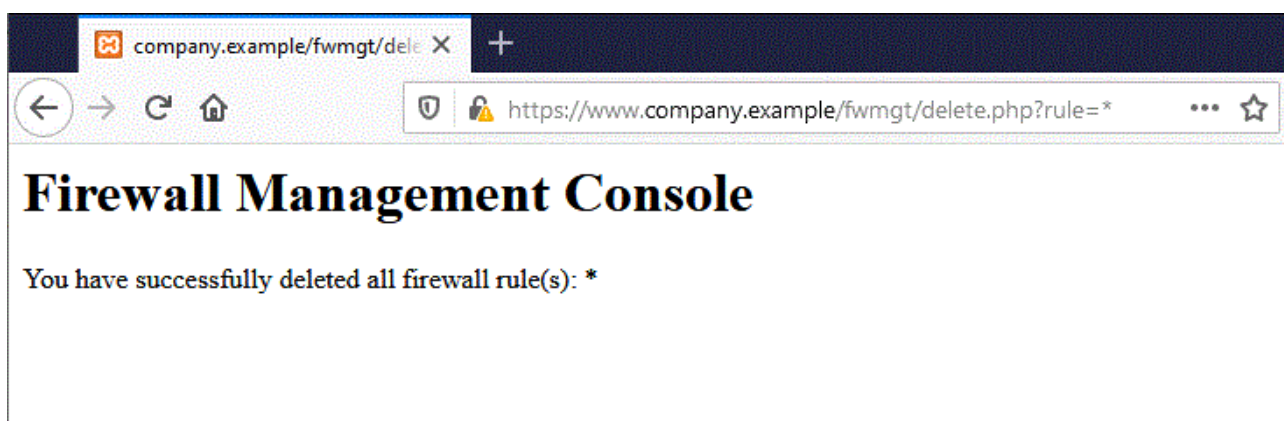 company.example/fwmgt/dele
https://www.company.example/fwmgt/delete.php?rule=*
Firewall Management Console
You have successfully deleted all firewall rule(s): *